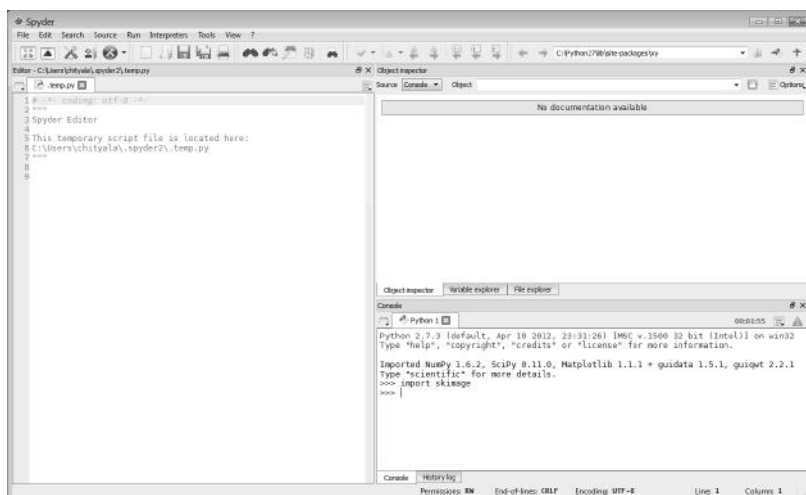 Spyder
File Edit Search Source Run Interpreters Tools View ?
Editor - C:\Users\chityala\.spyder2\.temp.py
Object inspector
.temp.py
Source Console Object Options
1 # -*- coding: utf-8 -*-
2 """
3 Spyder Editor
4
5 This temporary script file is located here:
6 C:\Users\chityala\.spyder2\.temp.py
7 """
8
9
No documentation available
Object inspector Variable explorer File explorer
Console
Python 1 00:01:55
Python 2.7.3 (default, Apr 10 2012, 23:31:26) [MSC v.1500 32 bit (Intel)] on win32
Type "help", "copyright", "credits" or "license" for more information.
Imported NumPy 1.6.2, SciPy 0.11.0, Matplotlib 1.1.1 + guidata 1.5.1, guiqwt 2.2.1
Type "scientific" for more details.
>>> import skimage
>>>
Console History log
Permissions: RW End-of-lines: CRLF Encoding: UTF-8 Line: 1 Column: 1